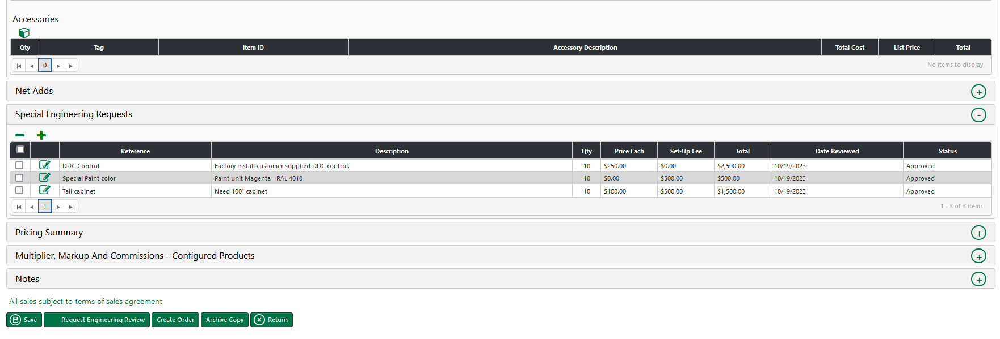 Accessories
Qty Tag Item ID Accessory Description Total Cost List Price Total
0 No items to display
Net Adds +
Special Engineering Requests -
Reference Description Qty Price Each Set-Up Fee Total Date Reviewed Status
DDC Control Factory install customer supplied DDC control. 10 $250.00 $0.00 $2,500.00 10/19/2023 Approved
Special Paint color Paint unit Magenta - RAL 4010 10 $0.00 $500.00 $500.00 10/19/2023 Approved
Tall cabinet Need 100" cabinet 10 $100.00 $500.00 $1,500.00 10/19/2023 Approved
1 1 - 3 of 3 items
Pricing Summary +
Multiplier, Markup And Commissions - Configured Products +
Notes +
All sales subject to terms of sales agreement
Save Request Engineering Review Create Order Archive Copy Return